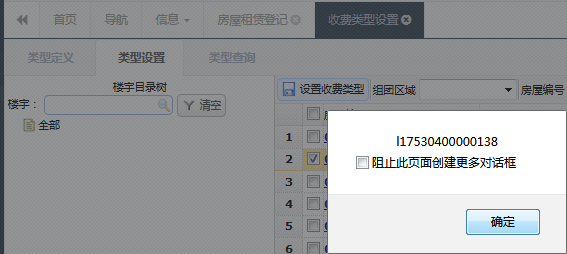 首页 导航 信息 房屋租赁登记 收费类型设置
类型定义 类型设置 类型查询
楼宇目录树
楼宇： 清空
全部
设置收费类型 组团区域 房屋编号
1
2
3
4
5
6
l17530400000138
阻止此页面创建更多对话框
确定